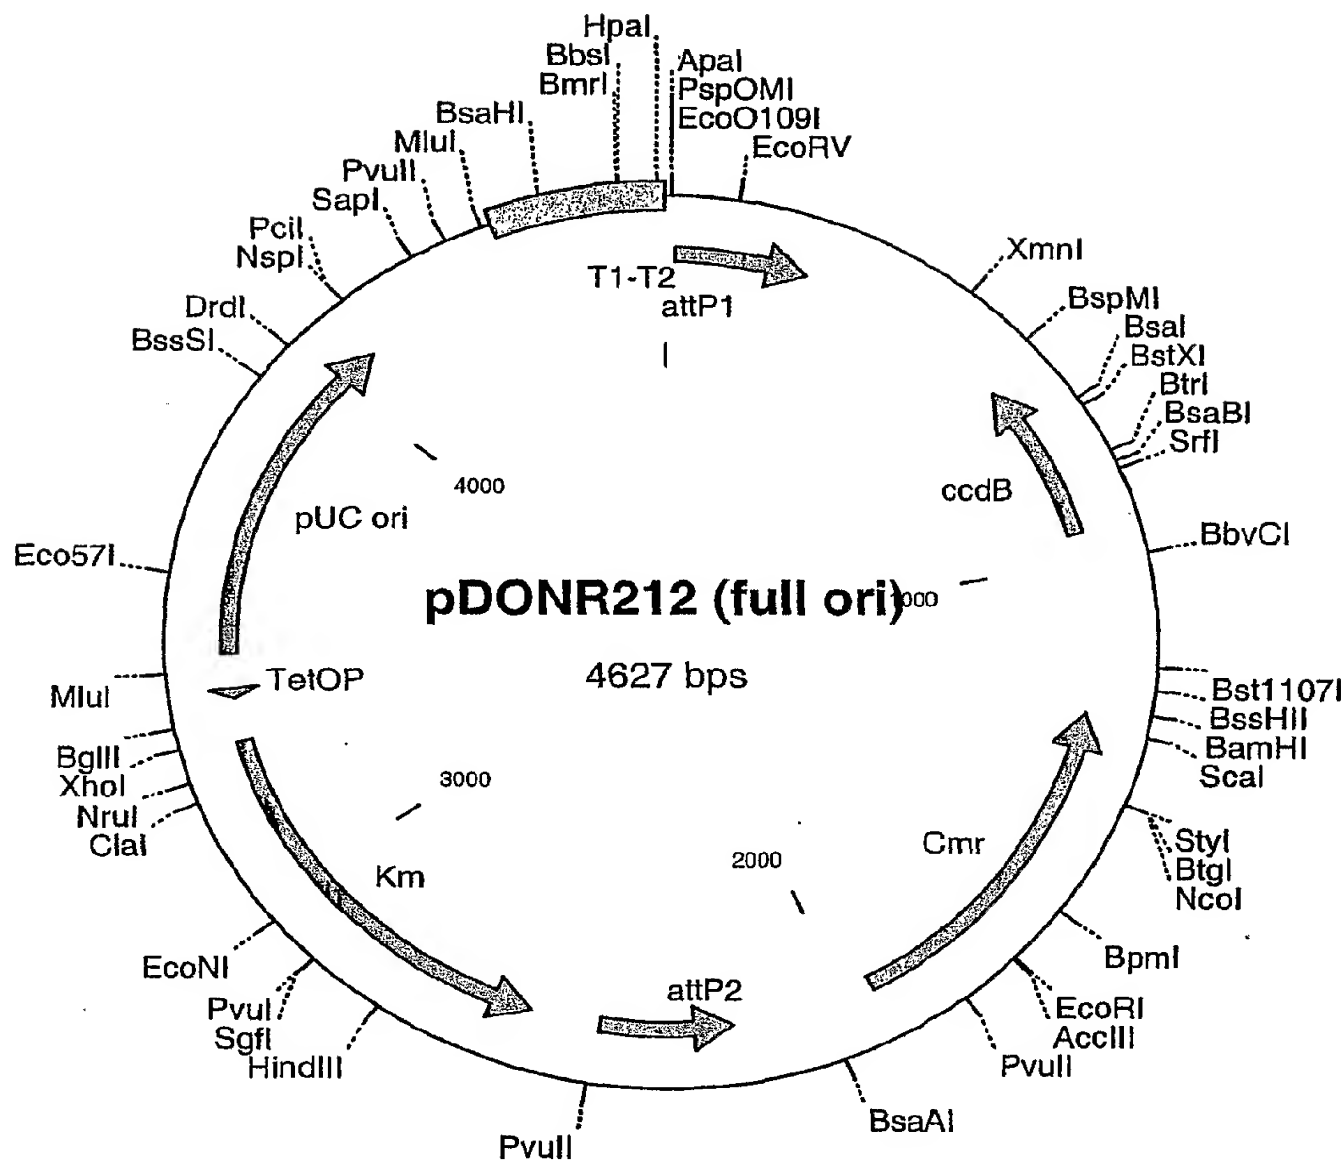 HpaI
BbsI
BmrI
ApaI
PspOMI
EcoO109I
BsaHI
EcoRV
MluI
PvuII
SapI
PciI
NspI
XmnI
T1-T2
attP1
DrdI
BssSI
BspMI
BsaI
BstXI
BtrI
BsaBI
SrfI
4000
ccdB
pUC ori
BbvCI
Eco57I
pDONR212 (full ori)
000
4627 bps
TetOP
MluI
Bst1107I
BssHII
BamHI
ScaI
BglII
XhoI
NruI
ClaI
3000
StyI
BtgI
NcoI
Cmr
2000
Km
BpmI
EcoNI
attP2
PvuI
SgfI
HindIII
EcoRI
AccIII
PvuII
BsaAI
PvuII